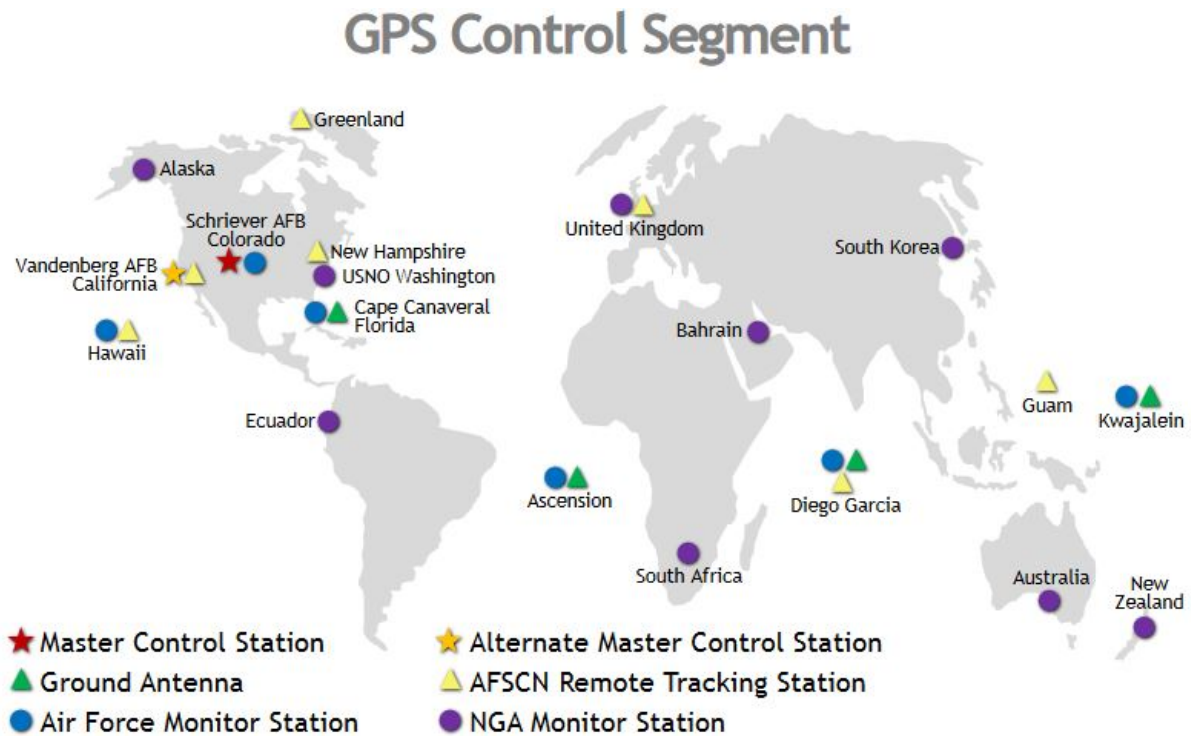 GPS Control Segment
Greenland
Alaska
Schriever AFB
Colorado
United Kingdom
New Hampshire
South Korea
Vandenberg AFB
California
USNO Washington
Cape Canaveral
Florida
Bahrain
Hawaii
Guam
Kwajalein
Ecuador
Ascension
Diego Garcia
South Africa
Australia
New
Zealand
Master Control Station
Alternate Master Control Station
Ground Antenna
AFSCN Remote Tracking Station
Air Force Monitor Station
NGA Monitor Station